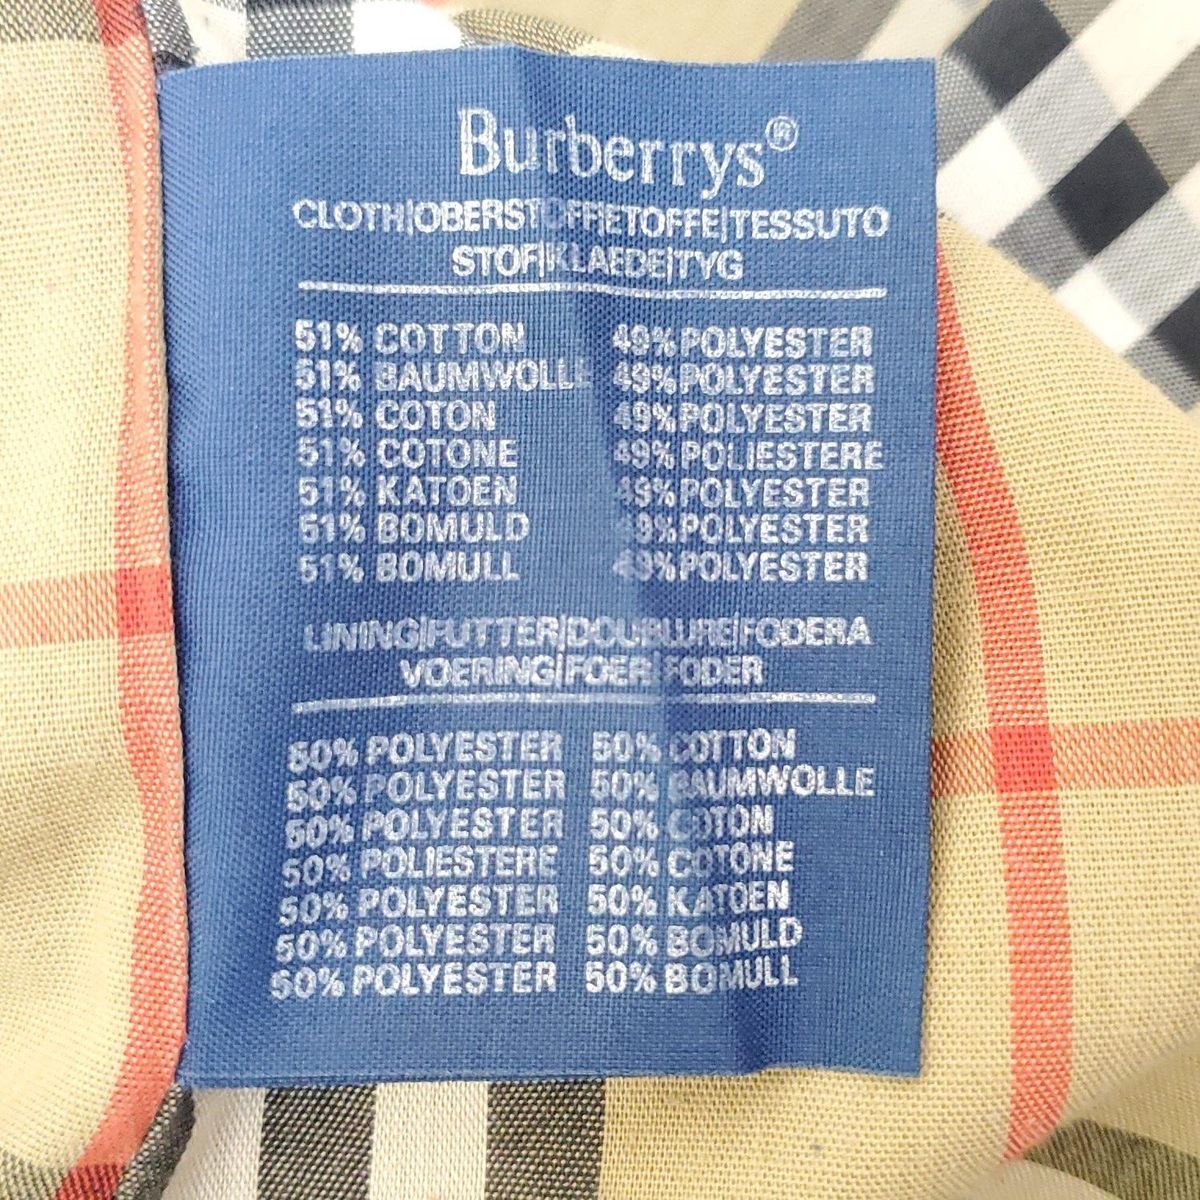 Burberrys®
CLOTH|OBERSTOFF|ETOFFE|TESSUTO
STOF|KLAEDE|TYG
51% COTTON 49% POLYESTER
51% BAUMWOLLE 49% POLYESTER
51% COTON 49% POLYESTER
51% COTONE 49% POLIESTERE
51% KATOEN 49% POLYESTER
51% BOMULD 49% POLYESTER
51% BOMULL 49% POLYESTER
LINING|FUTTER|DOUBLURE|FODERA
VOERING|FOER|FODER
50% POLYESTER 50% COTTON
50% POLYESTER 50% BAUMWOLLE
50% POLYESTER 50% COTON
50% POLIESTERE 50% COTONE
50% POLYESTER 50% KATOEN
50% POLYESTER 50% BOMULD
50% POLYESTER 50% BOMULL